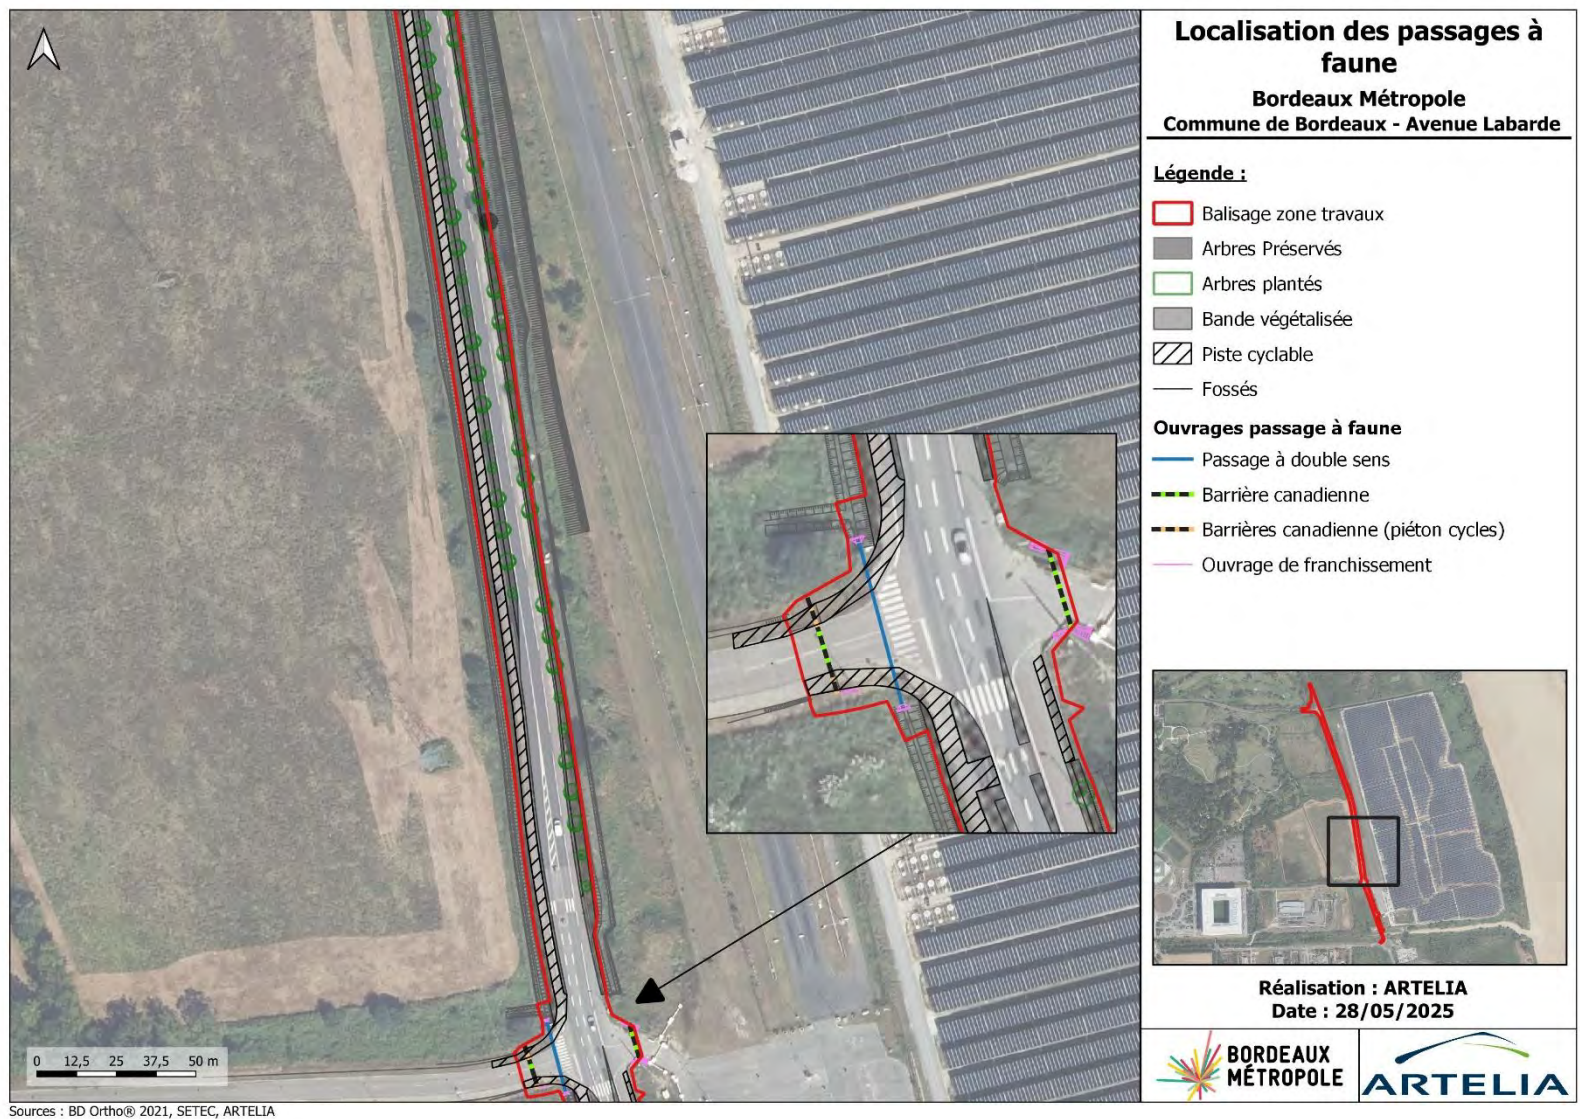 Localisation des passages à
faune
Bordeaux Métropole
Commune de Bordeaux - Avenue Labarde
Légende :
Balisage zone travaux
Arbres Préservés
Arbres plantés
Bande végétalisée
Piste cyclable
Fossés
Ouvrages passage à faune
Passage à double sens
Barrière canadienne
Barrières canadienne (piéton cycles)
Ouvrage de franchissement
Réalisation : ARTELIA
Date : 28/05/2025
BORDEAUX
MÉTROPOLE
ARTELIA
0 12,5 25 37,5 50 m
Sources : BD Ortho® 2021, SETEC, ARTELIA